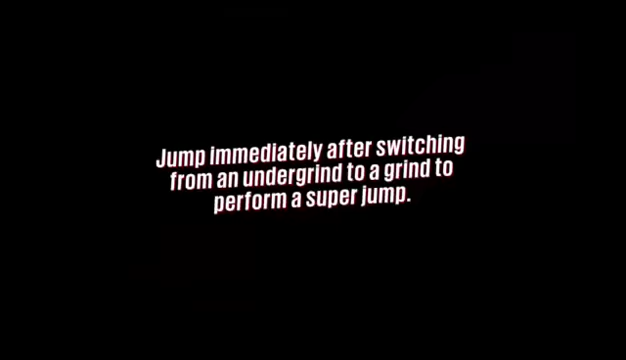 Jump immediately after switching
from an undergrind to a grind to
perform a super jump.